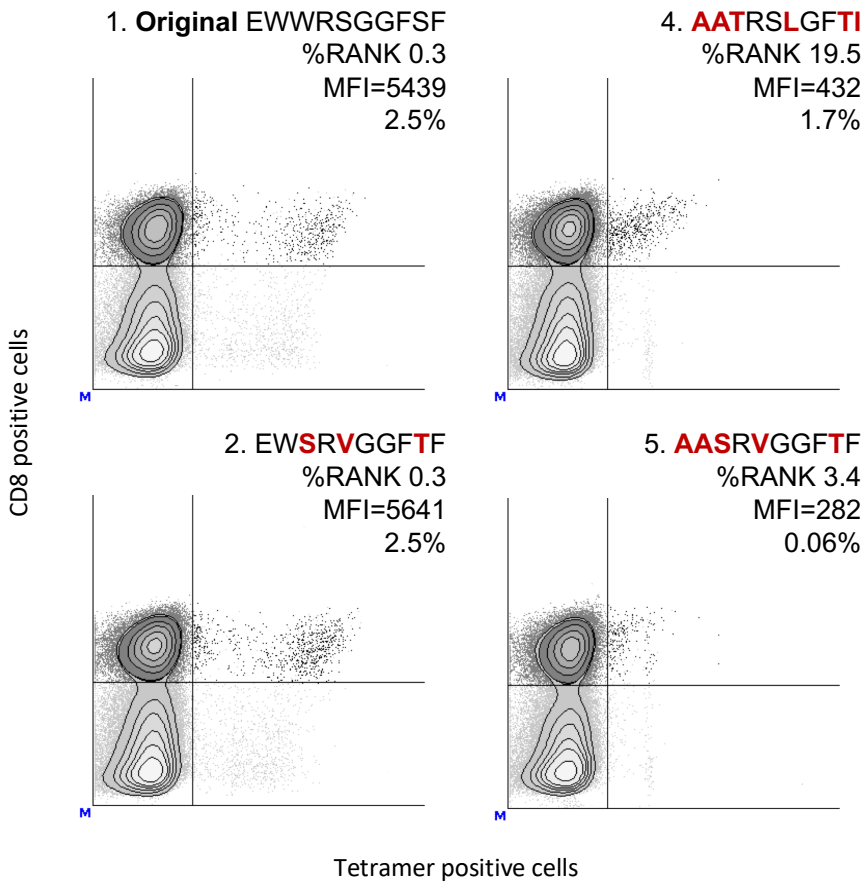 1. Original EWWRSGGFSF
%RANK 0.3
MFI=5439
2.5%
4. AATRSLGFTI
%RANK 19.5
MFI=432
1.7%
M
M
CD8 positive cells
2. EWSRVGGFTF
%RANK 0.3
MFI=5641
2.5%
5. AASRVGGFTF
%RANK 3.4
MFI=282
0.06%
M
M
Tetramer positive cells